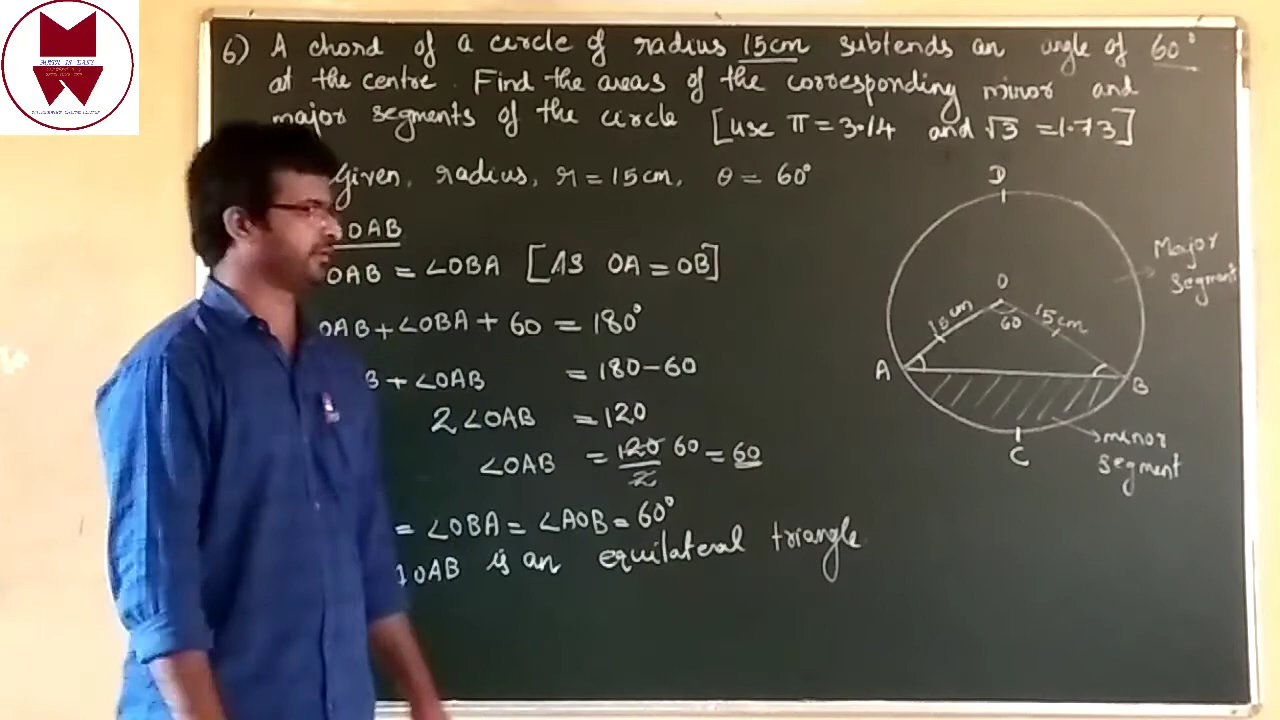 MATH IS EASY
6) A chord of a circle of radius 15cm subtends an angle of 60°
at the centre. Find the areas of the corresponding minor and
major segments of the circle [use π = 3.14 and √3 = 1.73]
Given, radius, r = 15cm, θ = 60°
OAB
OAB = ∠OBA [AS OA = OB]
OAB + ∠OBA + 60 = 180°
B + ∠OAB = 180 - 60
2∠OAB = 120
∠OAB = 120/2 60 = 60
= ∠OBA = ∠AOB = 60°
OAB is an equilateral triangle
D
Major
segment
O
15cm
60
15cm
A
B
minor
segment
C